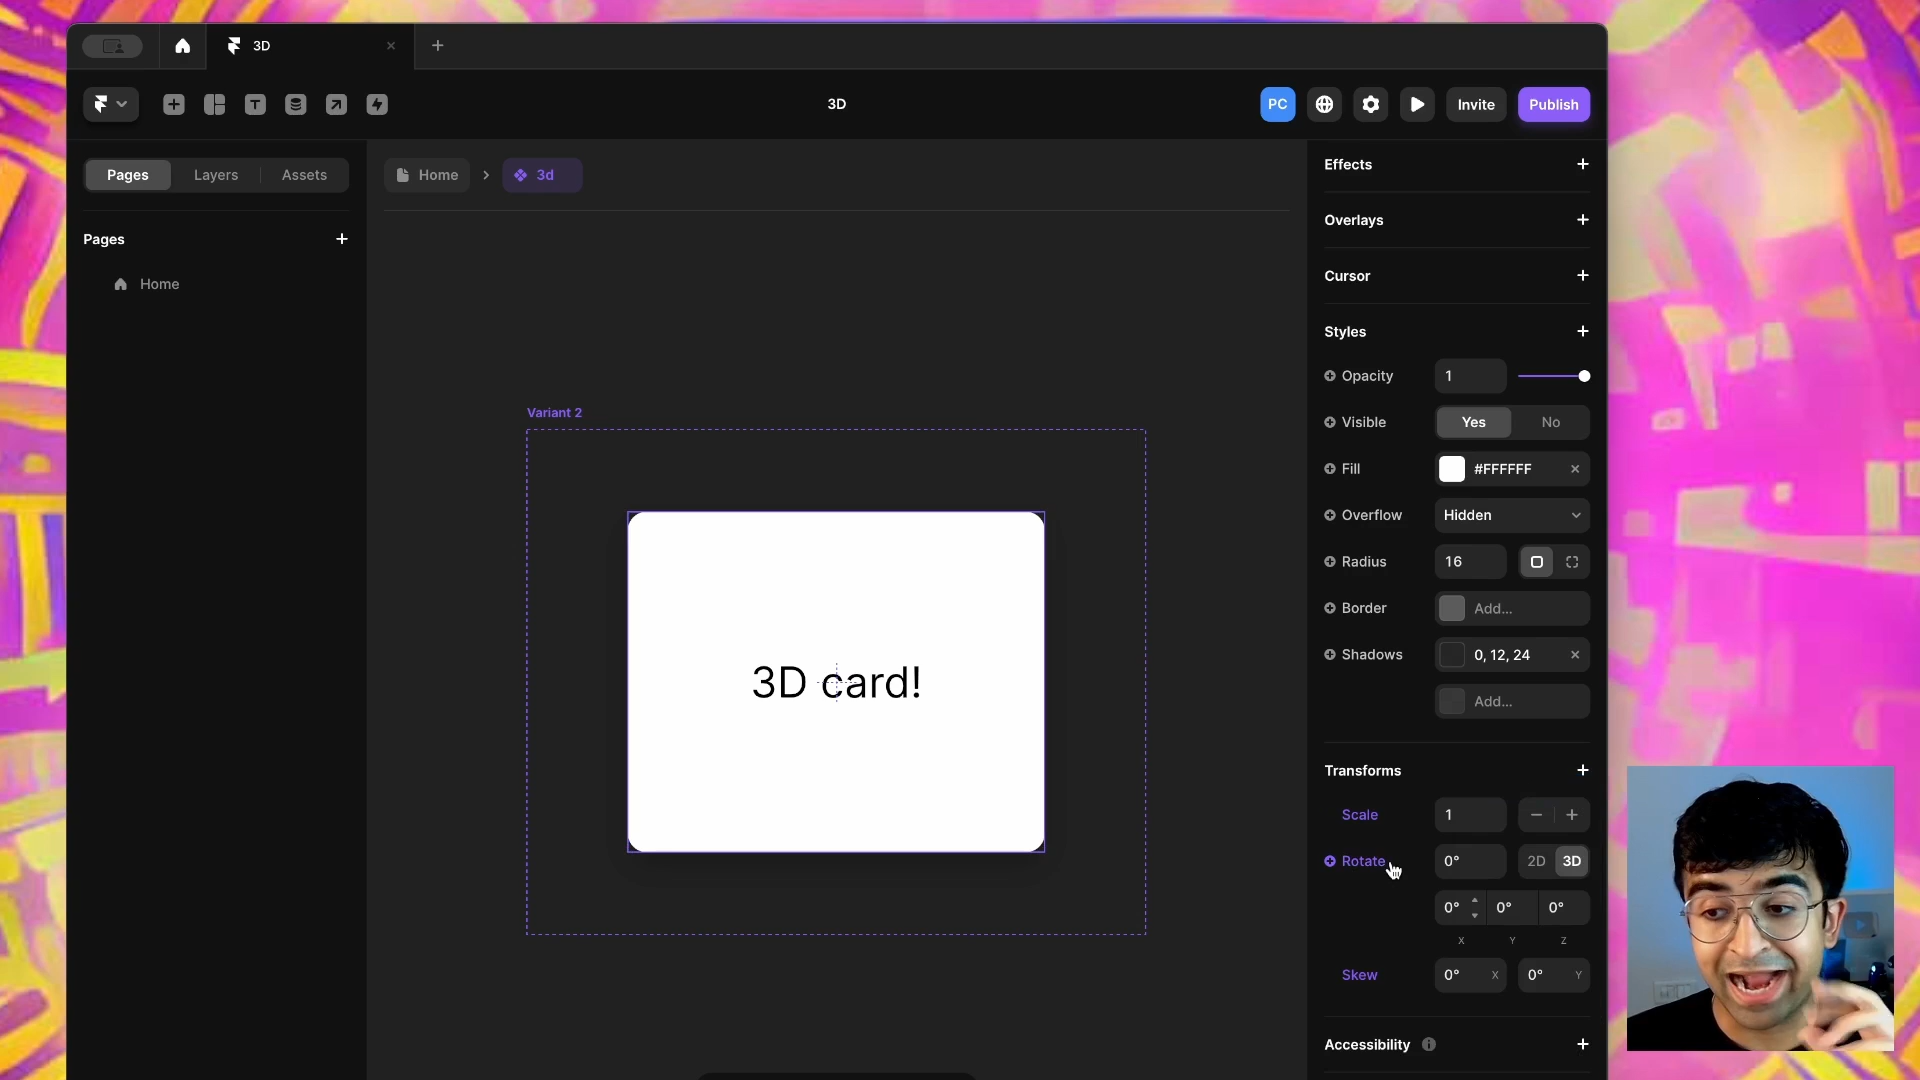 3D
3D
PC
Invite
Publish
Pages
Layers
Assets
Home
3d
Pages
Home
Variant 2
3D card!
Effects
Overlays
Cursor
Styles
Opacity
1
Visible
Yes
No
Fill
#FFFFFF
Overflow
Hidden
Radius
16
Border
Add...
Shadows
0, 12, 24
Add...
Transforms
Scale
1
Rotate
0°
2D
3D
0°
0°
0°
X
Y
Z
Skew
0°
X
0°
Y
Accessibility